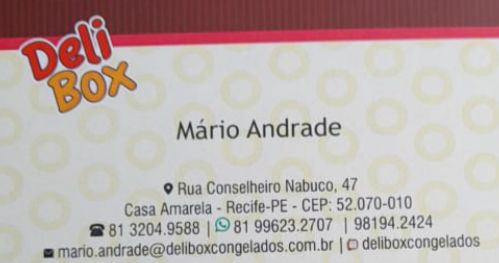 Deli
BOX
Mário Andrade
Rua Conselheiro Nabuco, 47
Casa Amarela - Recife-PE - CEP: 52.070-010
81 3204.9588 | 81 99623.2707 | 98194.2424
mario.andrade@deliboxcongelados.com.br | deliboxcongelados